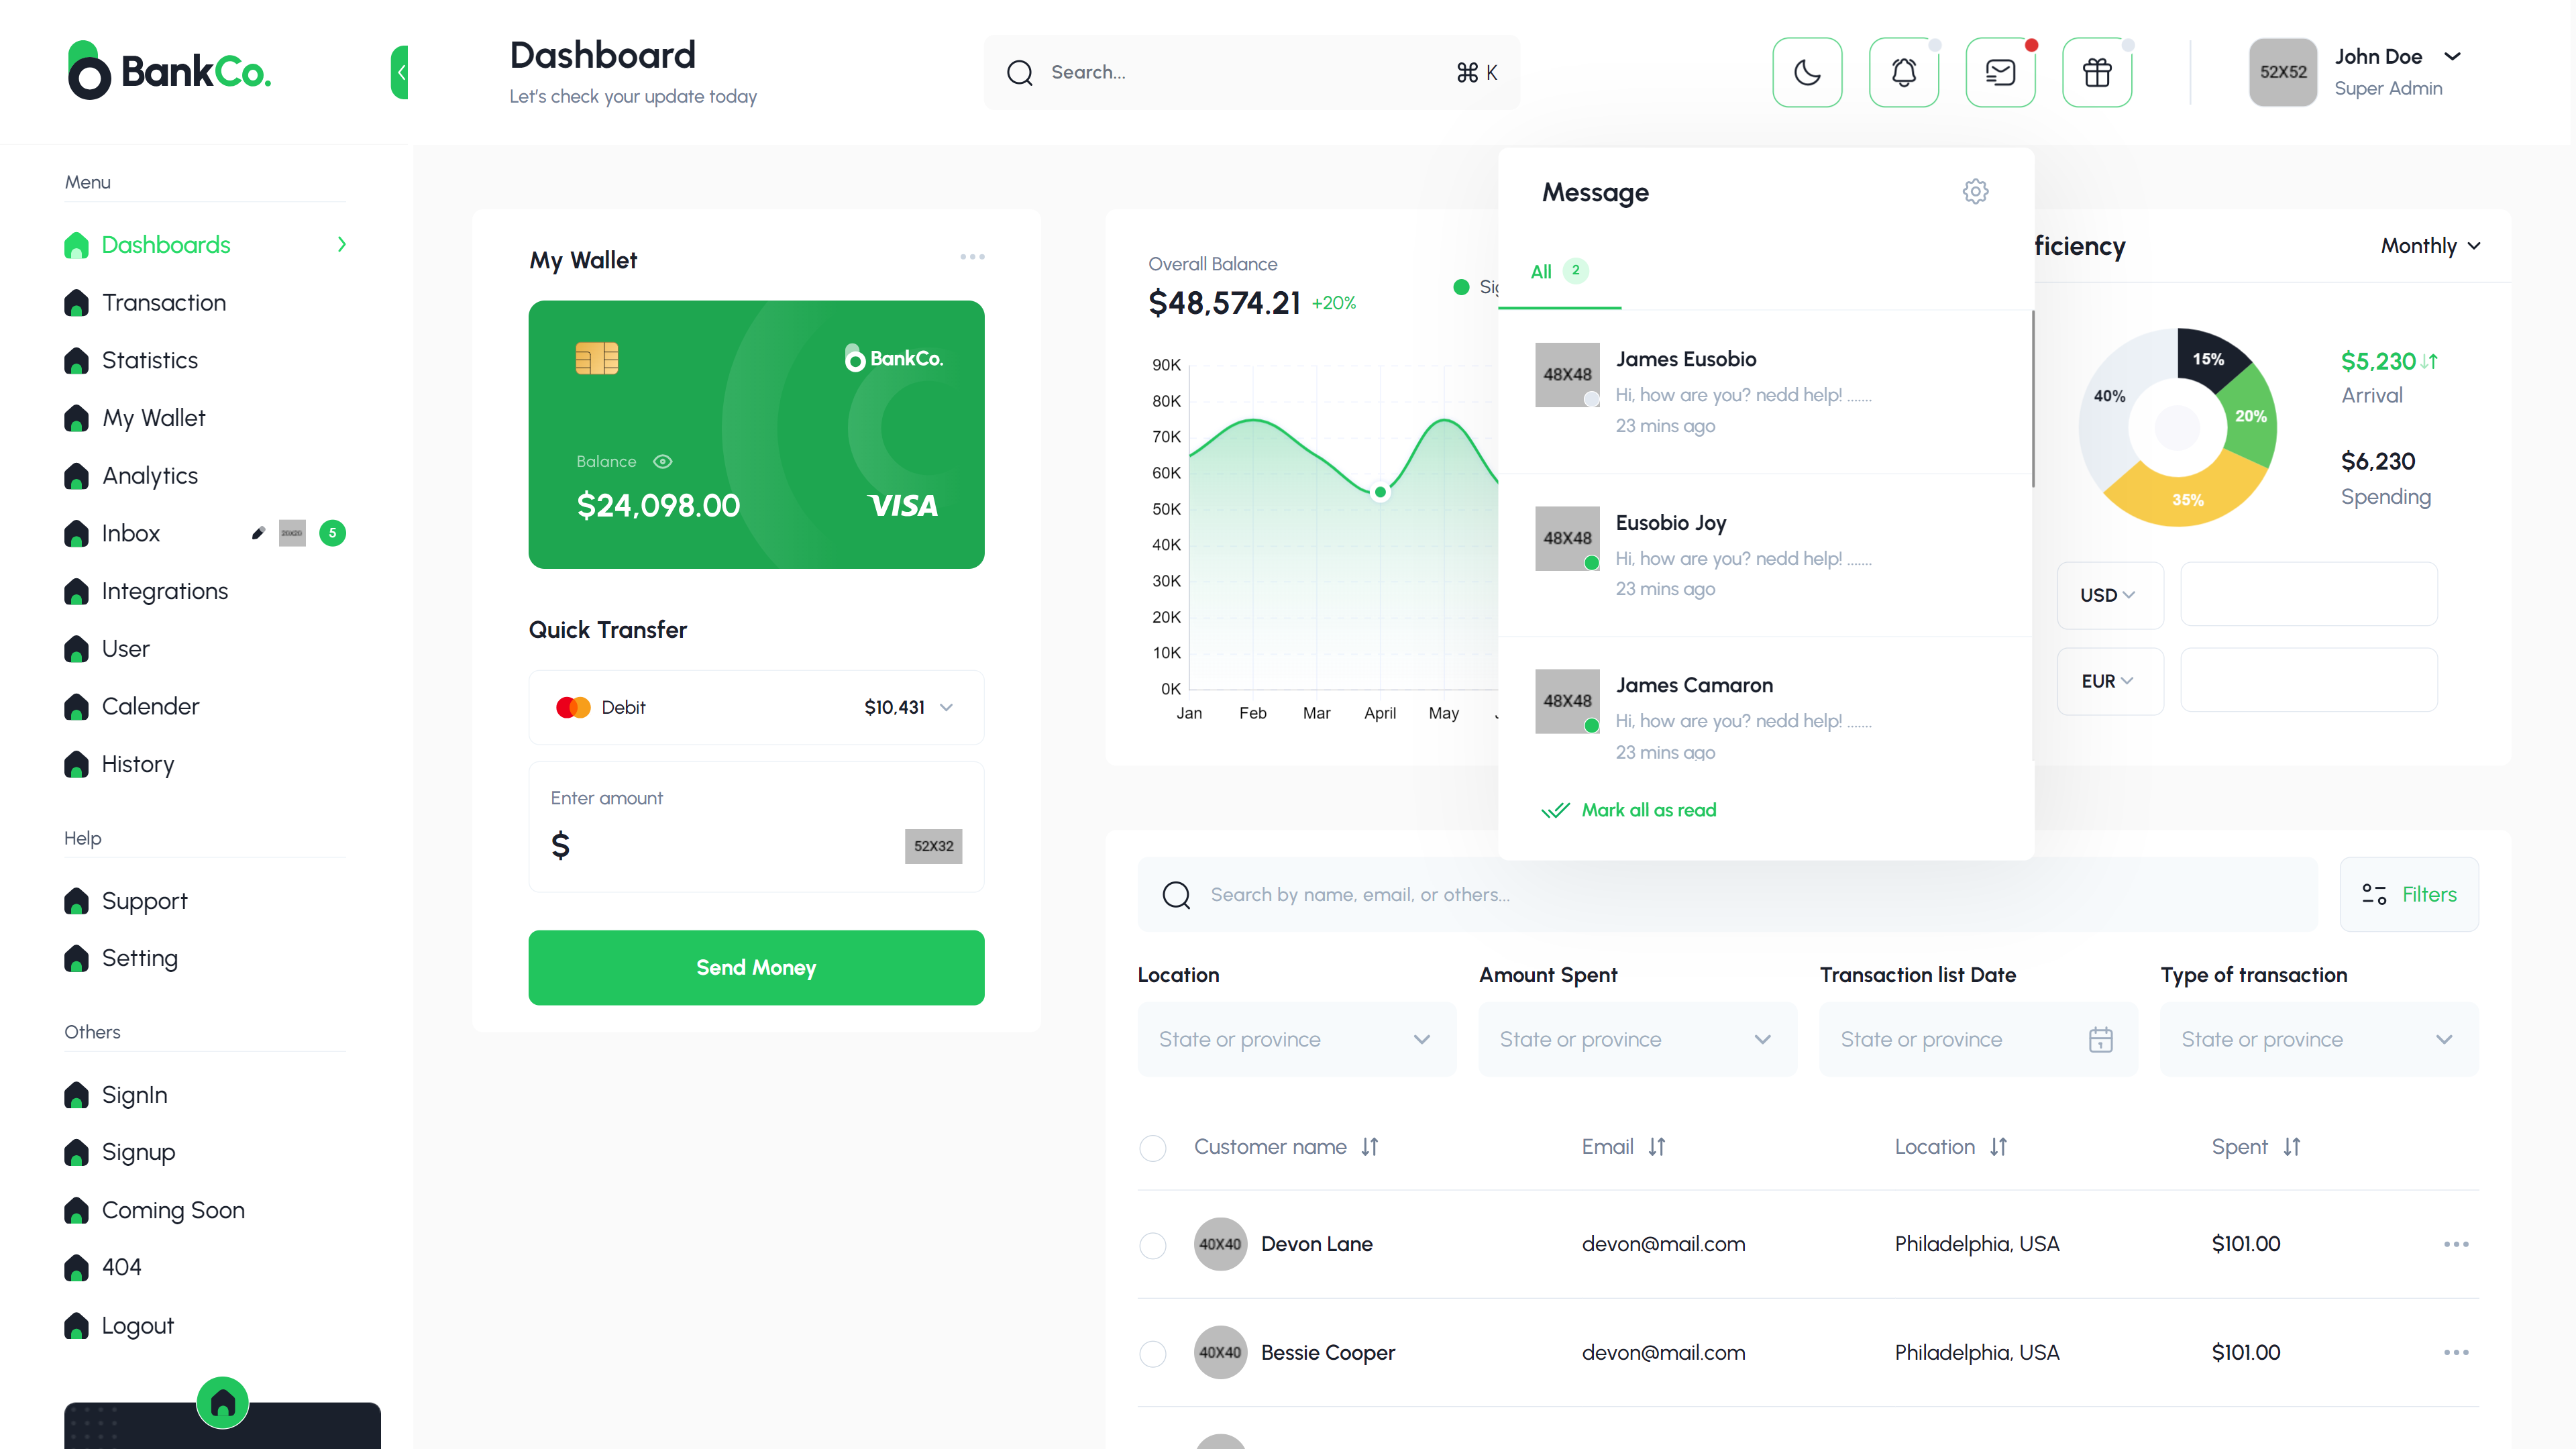 BankCo.
Dashboard
Let's check your update today
Search...
⌘ K
52X52
John Doe
Super Admin
Menu
Dashboards
Transaction
Statistics
My Wallet
Analytics
Inbox
5
Integrations
User
Calender
History
Help
Support
Setting
Others
SignIn
Signup
Coming Soon
404
Logout
My Wallet
BankCo.
Balance
$24,098.00
VISA
Quick Transfer
Debit
$10,431
Enter amount
$
52X32
Send Money
Overall Balance
$48,574.21 +20%
90K
80K
70K
60K
50K
40K
30K
20K
10K
0K
Jan Feb Mar April May
Message
All 2
48X48
James Eusobio
Hi, how are you? nedd help! .......
23 mins ago
48X48
Eusobio Joy
Hi, how are you? nedd help! .......
23 mins ago
48X48
James Camaron
Hi, how are you? nedd help! .......
23 mins ago
Mark all as read
ficiency
Monthly
15%
20%
35%
40%
$5,230
Arrival
$6,230
Spending
USD
EUR
Search by name, email, or others...
Filters
Location
Amount Spent
Transaction list Date
Type of transaction
State or province
State or province
State or province
State or province
Customer name
Email
Location
Spent
40X40
Devon Lane
devon@mail.com
Philadelphia, USA
$101.00
40X40
Bessie Cooper
devon@mail.com
Philadelphia, USA
$101.00